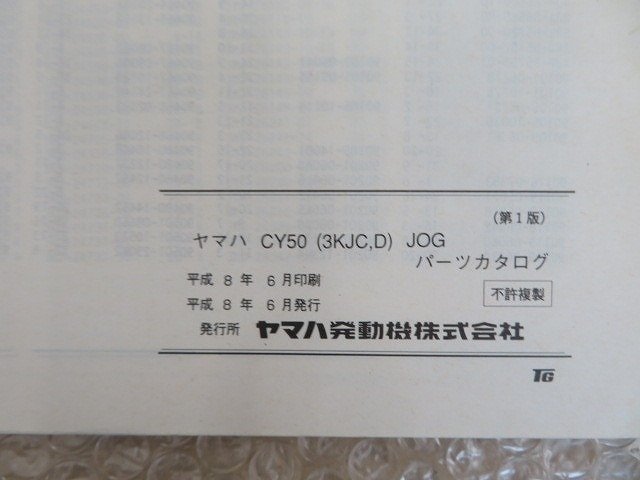 （第1版）
ヤマハ CY50 (3KJC,D) JOG
パーツカタログ
平成 8 年 6 月印刷
平成 8 年 6 月発行
不許複製
発行所 ヤマハ発動機株式会社
TG